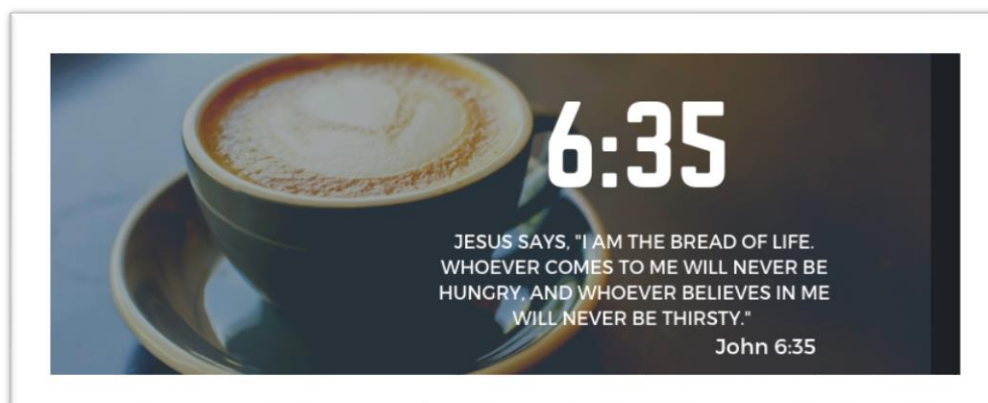 6:35
JESUS SAYS, "I AM THE BREAD OF LIFE.
WHOEVER COMES TO ME WILL NEVER BE
HUNGRY, AND WHOEVER BELIEVES IN ME
WILL NEVER BE THIRSTY."
John 6:35